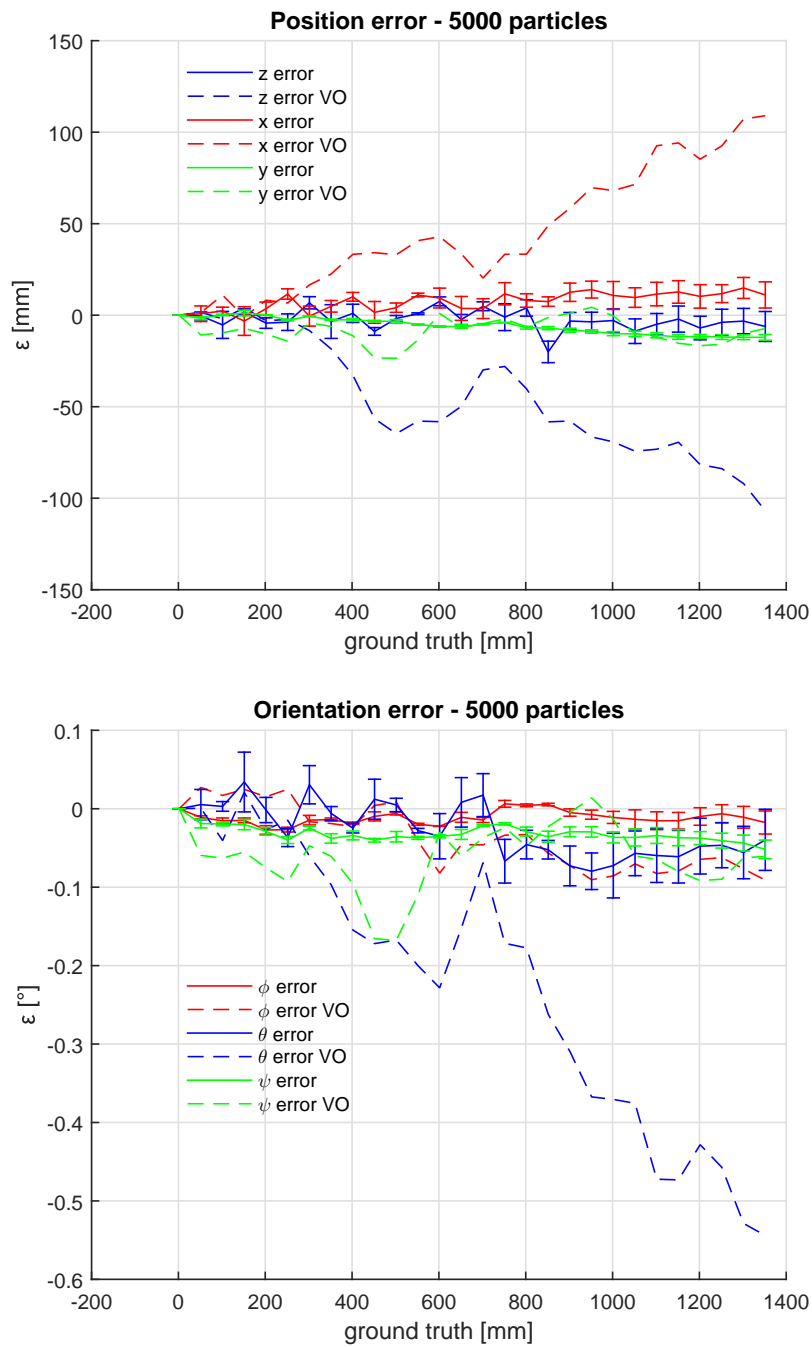 Position error - 5000 particles
150
100
50
0
-50
-100
-150
ε [mm]
z error
z error VO
x error
x error VO
y error
y error VO
-200 0 200 400 600 800 1000 1200 1400
ground truth [mm]
Orientation error - 5000 particles
0.1
0
-0.1
-0.2
-0.3
-0.4
-0.5
-0.6
ε [°]
ϕ error
ϕ error VO
θ error
θ error VO
ψ error
ψ error VO
-200 0 200 400 600 800 1000 1200 1400
ground truth [mm]